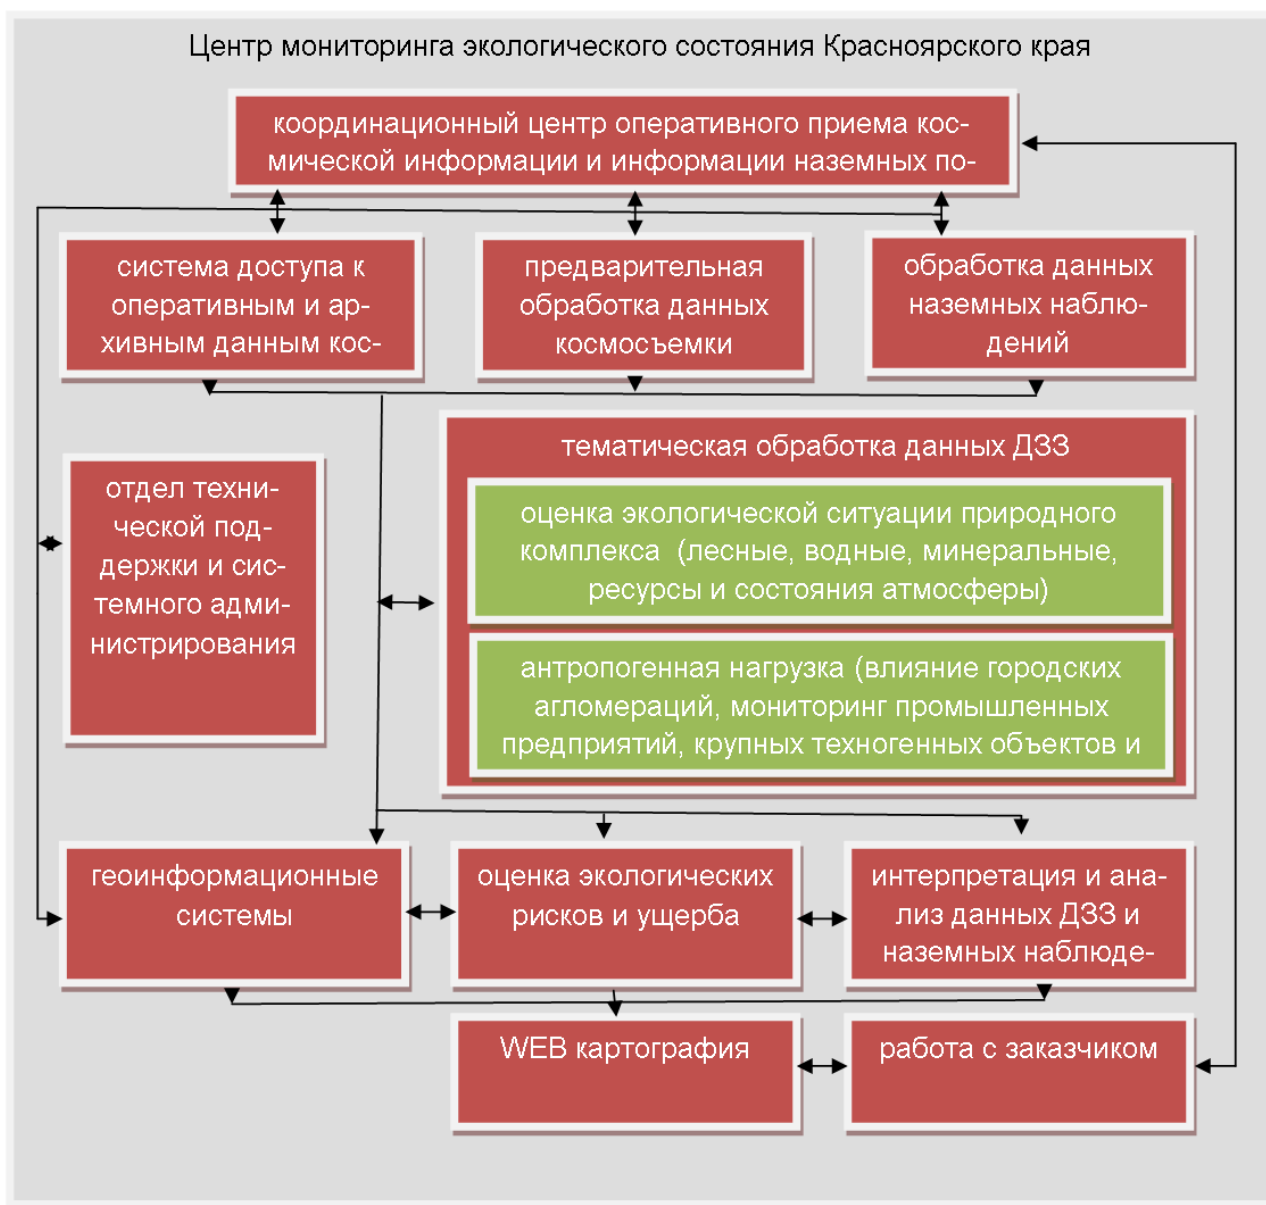 Центр мониторинга экологического состояния Красноярского края
координационный центр оперативного приема кос-
мической информации и информации наземных по-
система доступа к
оперативным и ар-
хивным данным кос-
предварительная
обработка данных
космосъемки
обработка данных
наземных наблю-
дений
тематическая обработка данных ДЗЗ
оценка экологической ситуации природного
комплекса (лесные, водные, минеральные,
ресурсы и состояния атмосферы)
антропогенная нагрузка (влияние городских
агломераций, мониторинг промышленных
предприятий, крупных техногенных объектов и
отдел техни-
ческой под-
держки и сис-
темного адми-
нистрирования
геоинформационные
системы
оценка экологических
рисков и ущерба
интерпретация и ана-
лиз данных ДЗЗ и
наземных наблюде-
WEB картография
работа с заказчиком